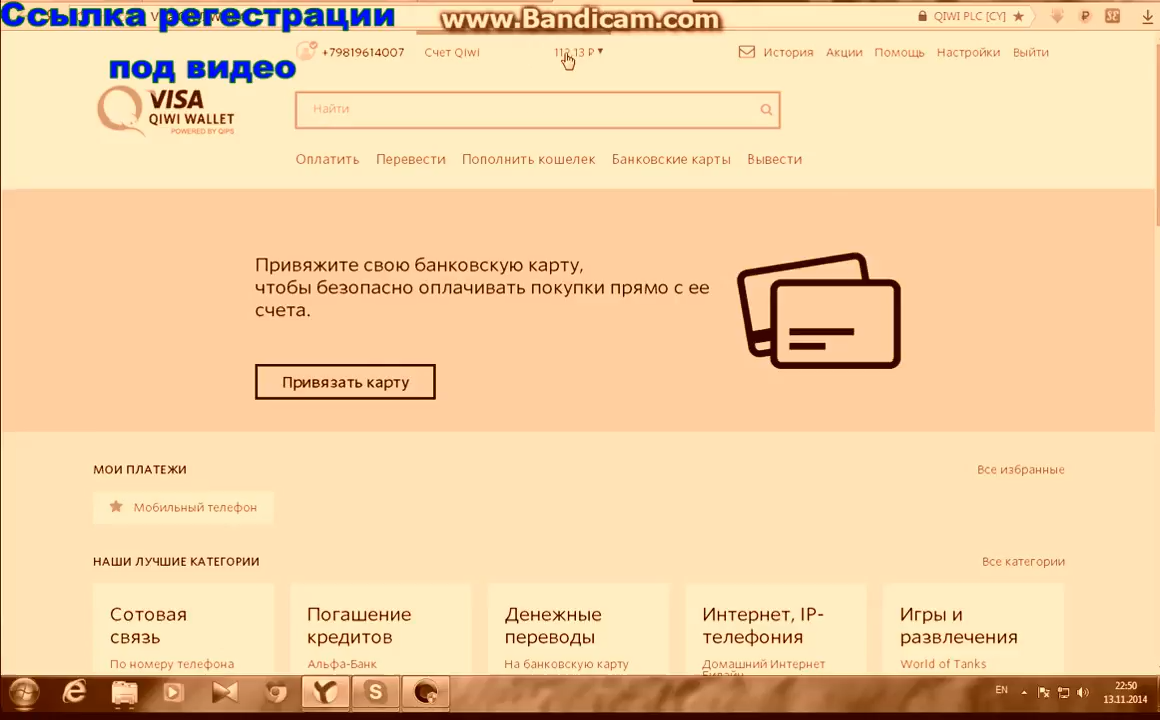 Ссылка регестрации
www.Bandicam.com
QIWI PLC [CY]
под видео
+79819614007
Счет Qiwi
112,13 ₽
История
Акции
Помощь
Настройки
Выйти
VISA
QIWI WALLET
POWERED BY QIPS
Найти
Оплатить
Перевести
Пополнить кошелек
Банковские карты
Вывести
Привяжите свою банковскую карту,
чтобы безопасно оплачивать покупки прямо с ее
счета.
Привязать карту
МОИ ПЛАТЕЖИ
Все избранные
Мобильный телефон
НАШИ ЛУЧШИЕ КАТЕГОРИИ
Все категории
Сотовая
связь
По номеру телефона
Погашение
кредитов
Альфа-Банк
Денежные
переводы
На банковскую карту
Интернет, IP-
телефония
Домашний Интернет
Билайн
Игры и
развлечения
World of Tanks
EN
22:50
13.11.2014